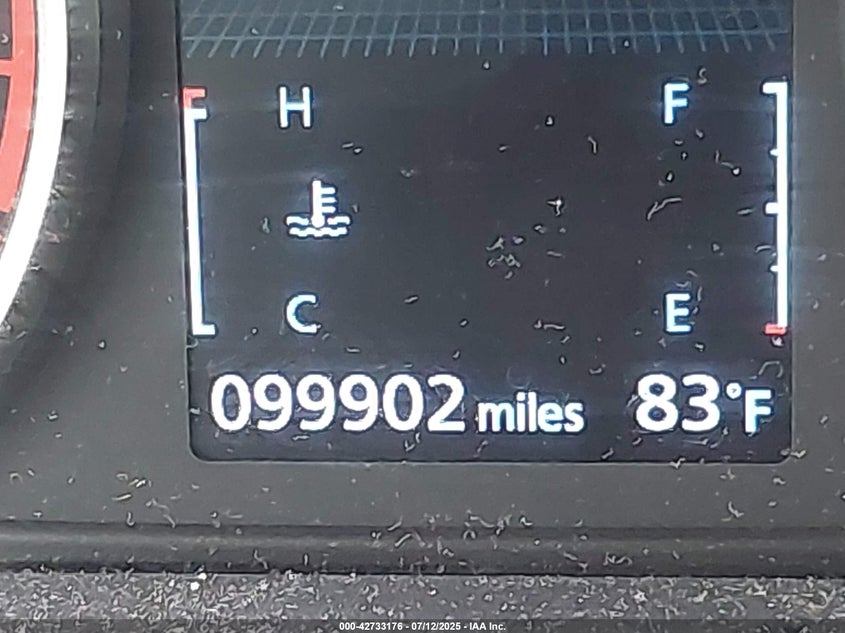 H F
C E
099902 miles 83°F
000-42733176 - 07/12/2025 - IAA Inc.